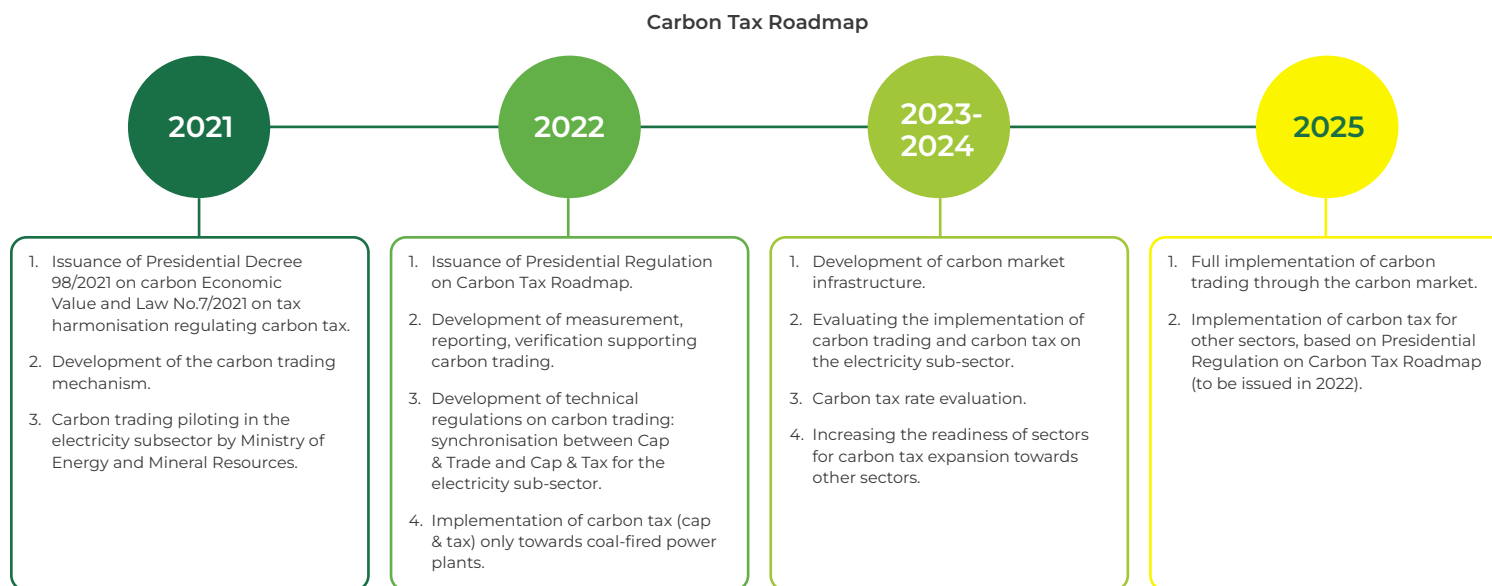 Carbon Tax Roadmap
2021
2022
2023-
2024
2025
1. Issuance of Presidential Decree
98/2021 on carbon Economic
Value and Law No.7/2021 on tax
harmonisation regulating carbon tax.
2. Development of the carbon trading
mechanism.
3. Carbon trading piloting in the
electricity subsector by Ministry of
Energy and Mineral Resources.
1. Issuance of Presidential Regulation
on Carbon Tax Roadmap.
2. Development of measurement,
reporting, verification supporting
carbon trading.
3. Development of technical
regulations on carbon trading:
synchronisation between Cap
& Trade and Cap & Tax for the
electricity sub-sector.
4. Implementation of carbon tax (cap
& tax) only towards coal-fired power
plants.
1. Development of carbon market
infrastructure.
2. Evaluating the implementation of
carbon trading and carbon tax on
the electricity sub-sector.
3. Carbon tax rate evaluation.
4. Increasing the readiness of sectors
for carbon tax expansion towards
other sectors.
1. Full implementation of carbon
trading through the carbon market.
2. Implementation of carbon tax for
other sectors, based on Presidential
Regulation on Carbon Tax Roadmap
(to be issued in 2022).